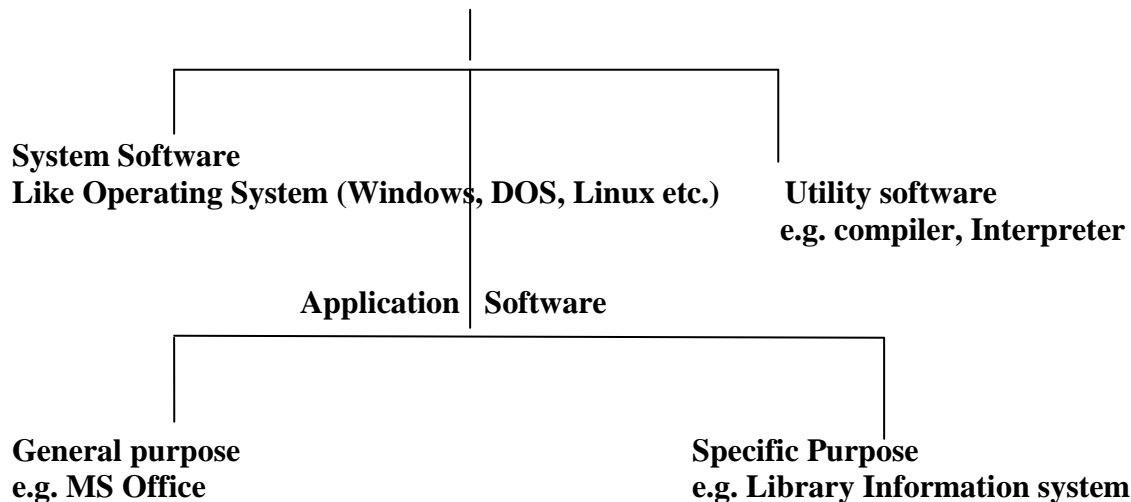 System Software
Like Operating System (Windows, DOS, Linux etc.)
Utility software
e.g. compiler, Interpreter
Application Software
General purpose
e.g. MS Office
Specific Purpose
e.g. Library Information system